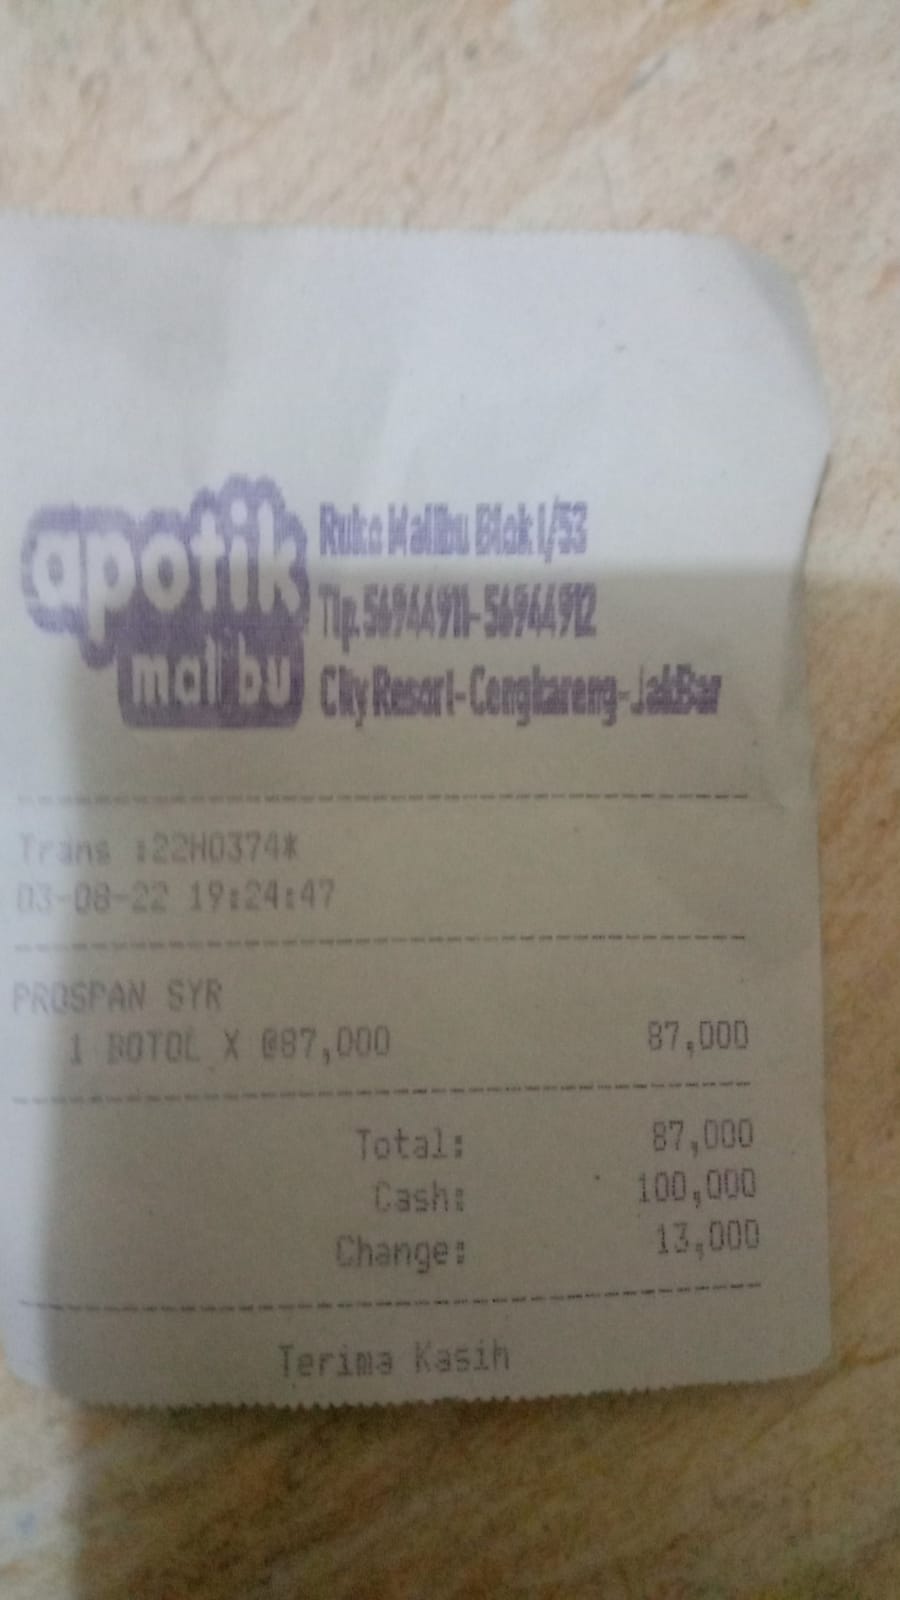 apotik
malibu
Ruko Malibu Blok I/53
Tlp.56944911-56944912
City Resort-Cengkareng-JakBar
Trans :22H0374*
03-08-22 19:24:47
PROSPAN SYR
1 BOTOL X @87,000 87,000
Total: 87,000
Cash: 100,000
Change: 13,000
Terima Kasih